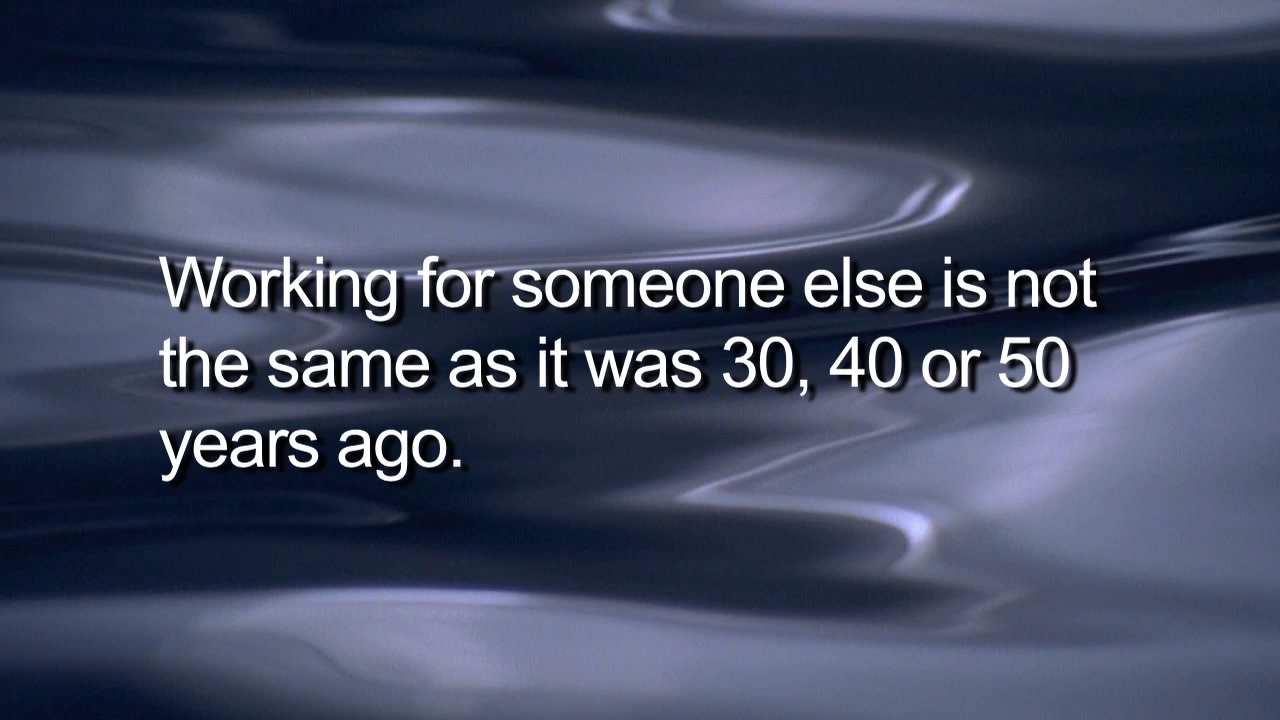 Working for someone else is not
the same as it was 30, 40 or 50
years ago.